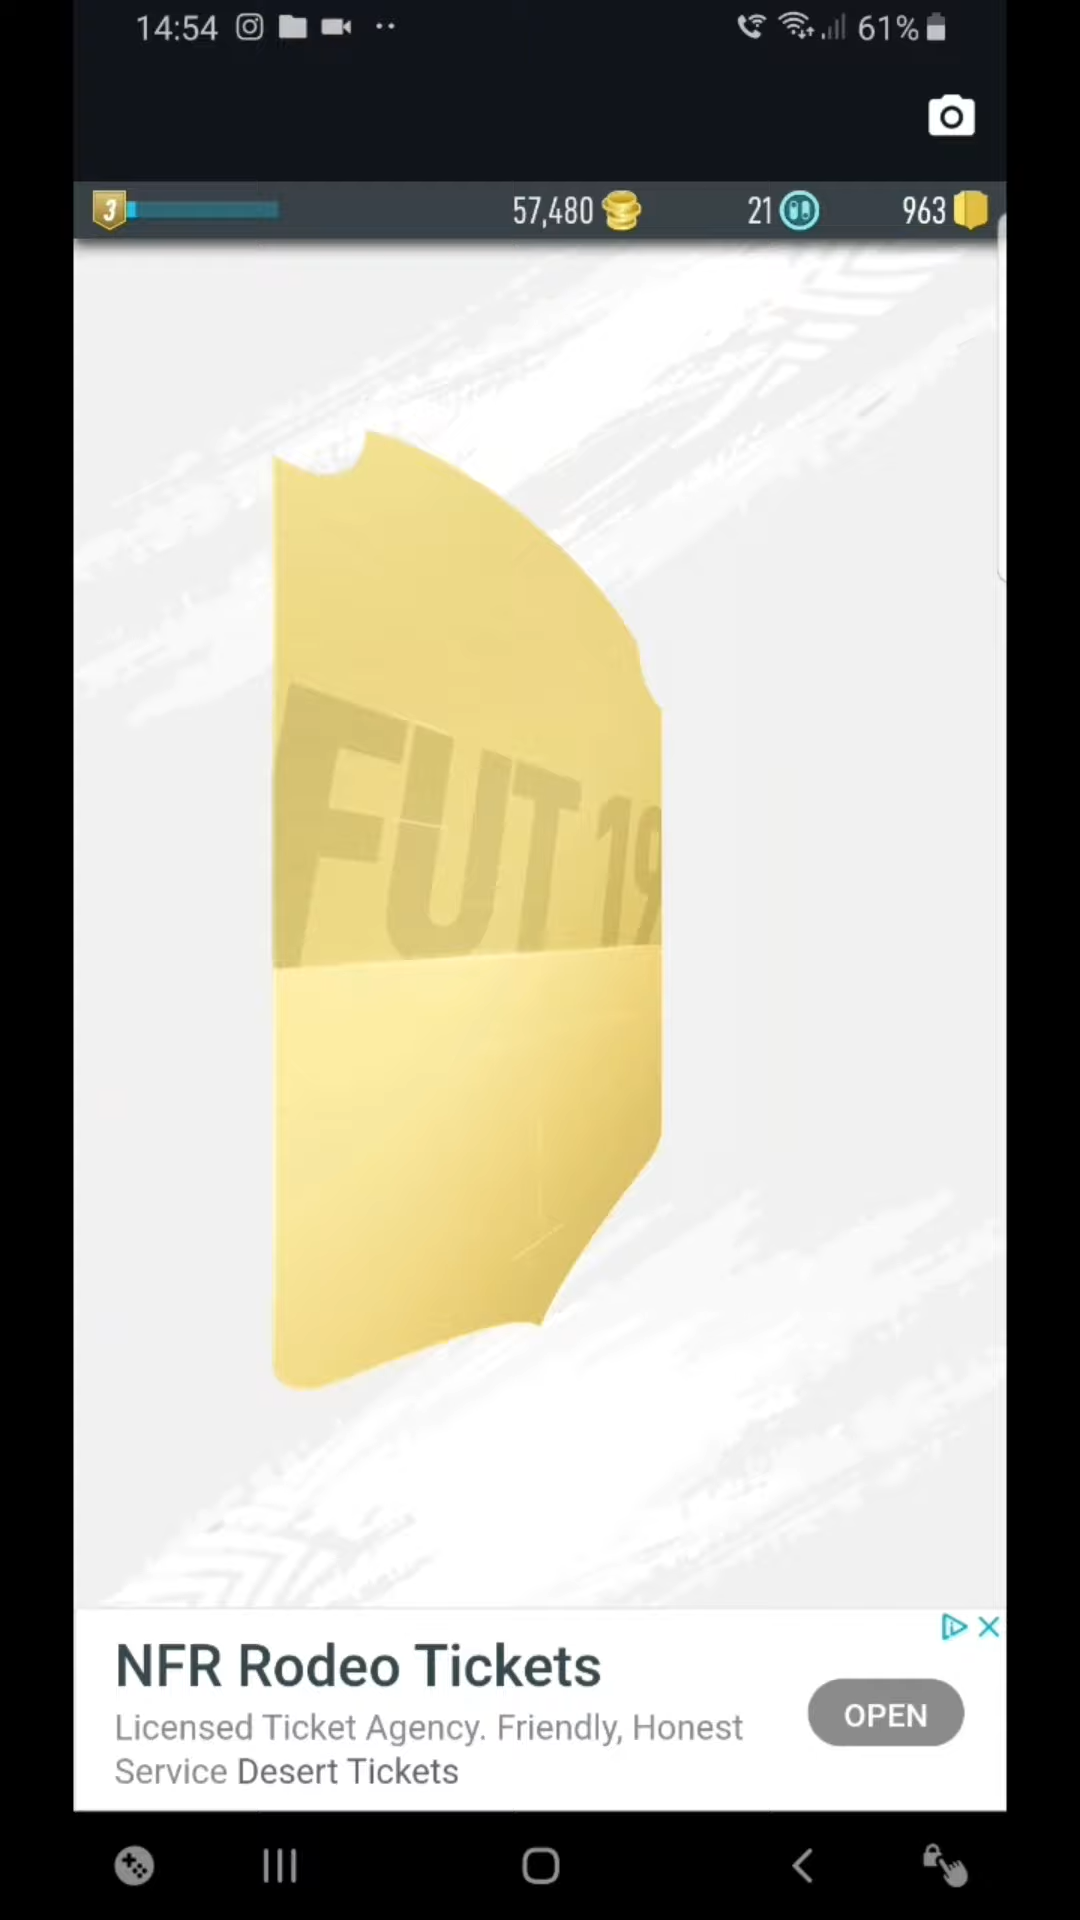 14:54
61%
3
57,480
21
963
FUT 19
NFR Rodeo Tickets
OPEN
Licensed Ticket Agency. Friendly, Honest
Service Desert Tickets